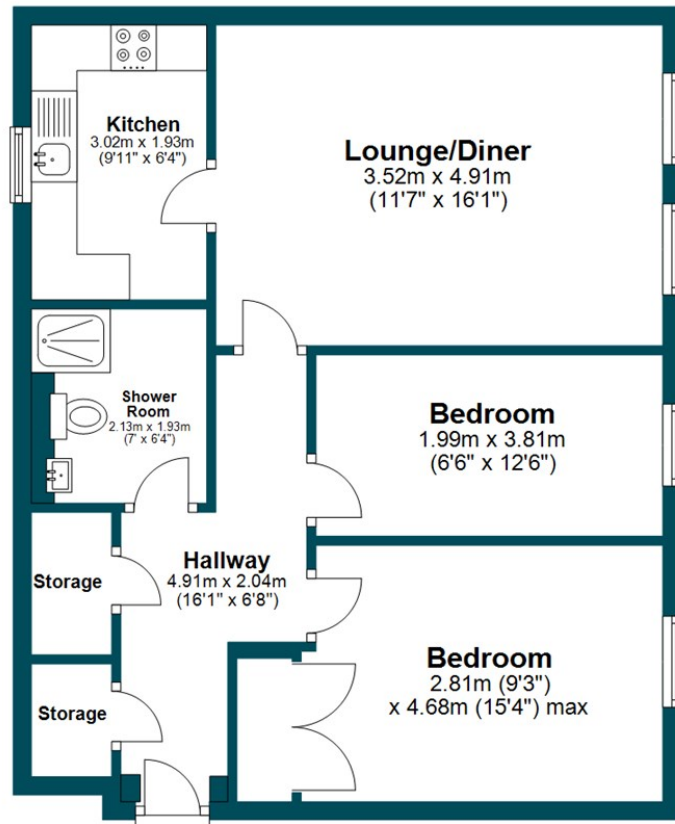 Kitchen
3.02m x 1.93m
(9'11" x 6'4")
Lounge/Diner
3.52m x 4.91m
(11'7" x 16'1")
Shower
Room
2.13m x 1.93m
(7' x 6'4")
Bedroom
1.99m x 3.81m
(6'6" x 12'6")
Hallway
4.91m x 2.04m
(16'1" x 6'8")
Storage
Bedroom
2.81m (9'3")
x 4.68m (15'4") max
Storage